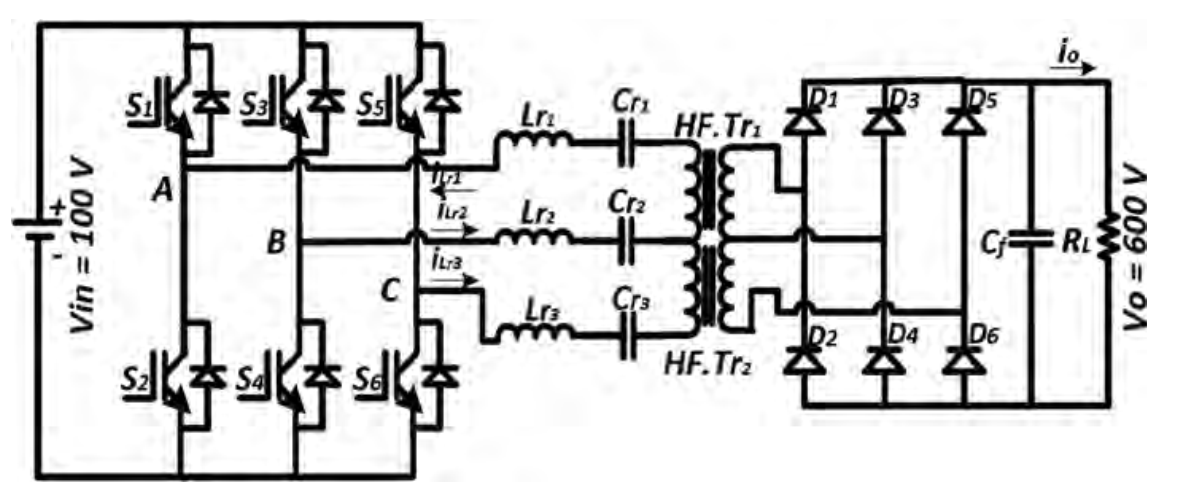 S1
S3
S5
Lr1
Cr1
HF.Tr1
D1
D3
D5
io
A
iLr1
Vin = 100 V
+
-
B
iLr2
Lr2
Cr2
Cf
RL
Vo = 600 V
C
iLr3
Lr3
Cr3
HF.Tr2
D2
D4
D6
S2
S4
S6